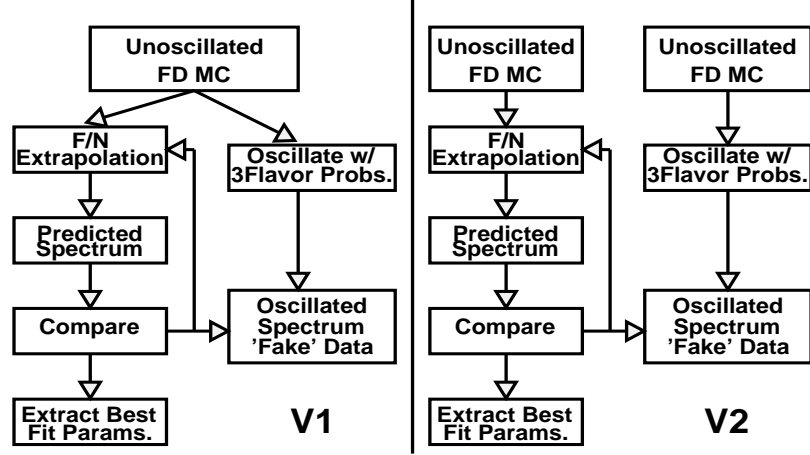 Unoscillated
FD MC
F/N
Extrapolation
Oscillate w/
3Flavor Probs.
Predicted
Spectrum
Compare
Oscillated
Spectrum
’Fake’ Data
Extract Best
Fit Params.
V1
Unoscillated
FD MC
Unoscillated
FD MC
F/N
Extrapolation
Oscillate w/
3Flavor Probs.
Predicted
Spectrum
Compare
Oscillated
Spectrum
’Fake’ Data
Extract Best
Fit Params.
V2